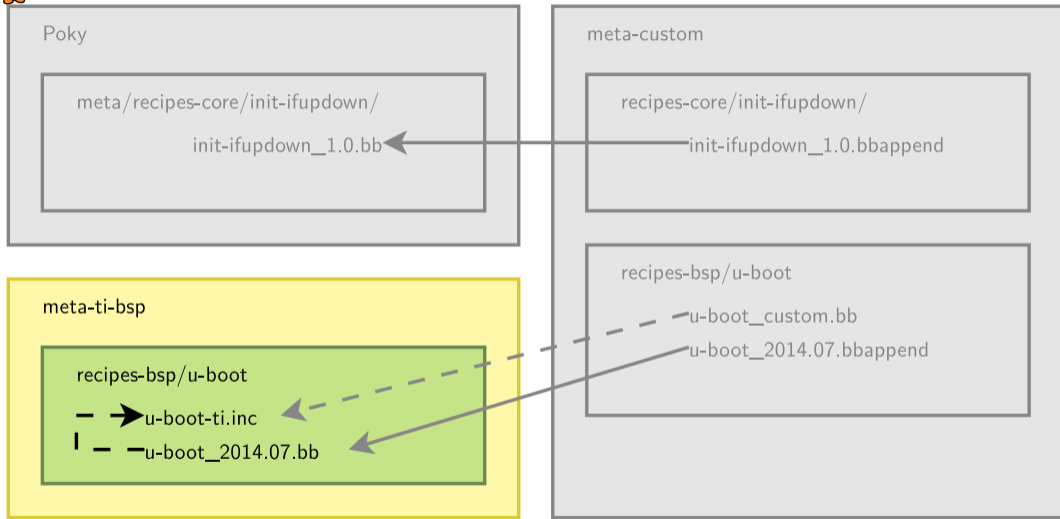 Poky
meta/recipes-core/init-ifupdown/
init-ifupdown_1.0.bb
meta-custom
recipes-core/init-ifupdown/
init-ifupdown_1.0.bbappend
recipes-bsp/u-boot
u-boot_custom.bb
u-boot_2014.07.bbappend
meta-ti-bsp
recipes-bsp/u-boot
u-boot-ti.inc
u-boot_2014.07.bb